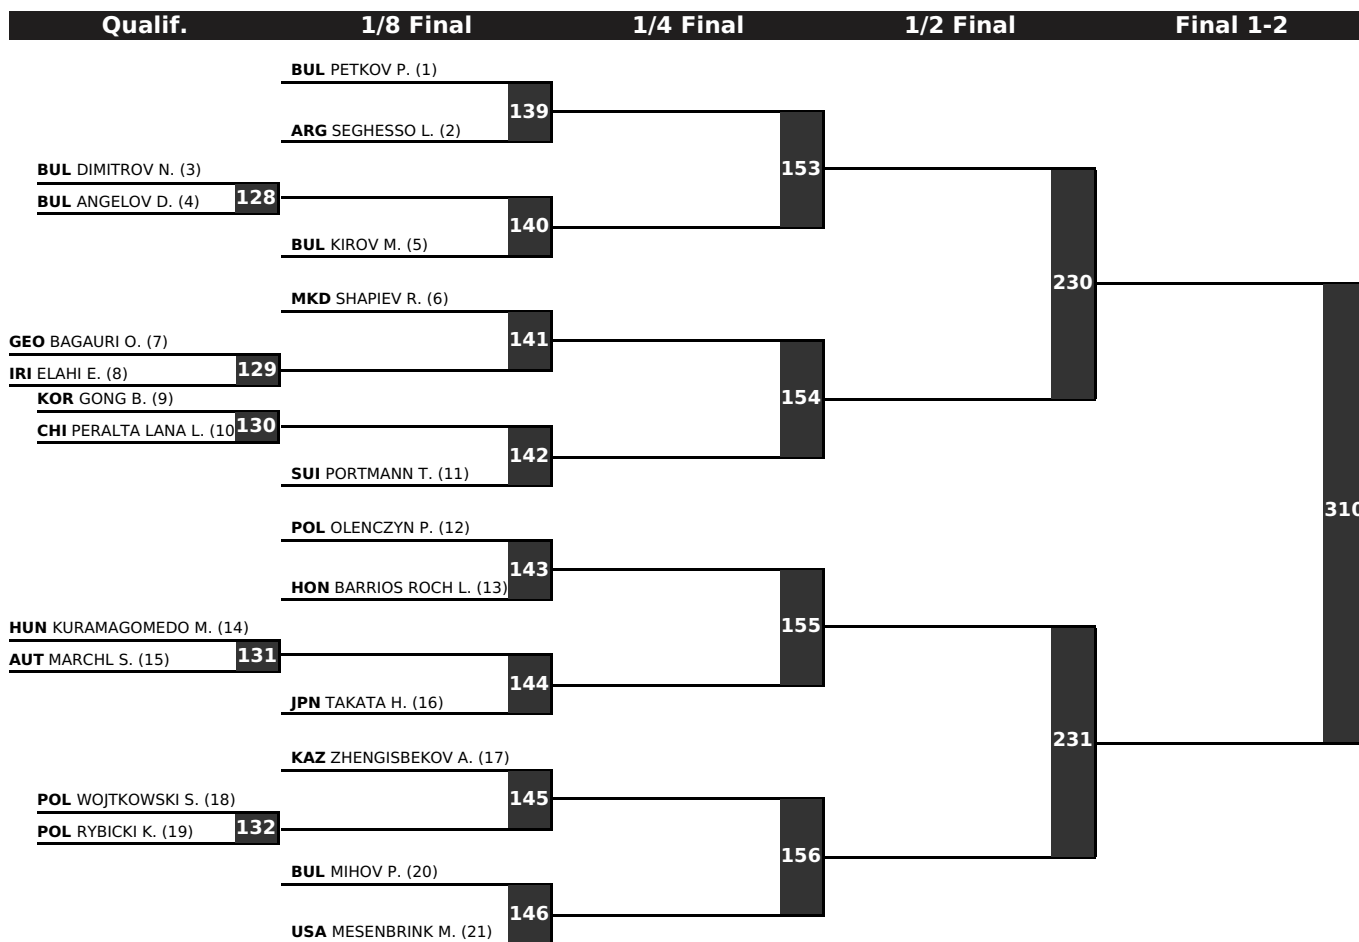 Qualif. 1/8 Final 1/4 Final 1/2 Final Final 1-2
BUL PETKOV P. (1)
139
ARG SEGHESSO L. (2)
153
BUL DIMITROV N. (3)
BUL ANGELOV D. (4) 128
140
BUL KIROV M. (5)
230
MKD SHAPIEV R. (6)
141
GEO BAGAURI O. (7)
129
IRI ELAHI E. (8)
KOR GONG B. (9)
154
CHI PERALTA LANA L. (10 130
142
SUI PORTMANN T. (11)
310
POL OLENCZYN P. (12)
143
HON BARRIOS ROCH L. (13)
HUN KURAMAGOMEDO M. (14)
155
AUT MARCHL S. (15) 131
144
JPN TAKATA H. (16)
231
KAZ ZHENGISBEKOV A. (17)
145
POL WOJTKOWSKI S. (18)
POL RYBICKI K. (19) 132
156
BUL MIHOV P. (20)
146
USA MESENBRINK M. (21)